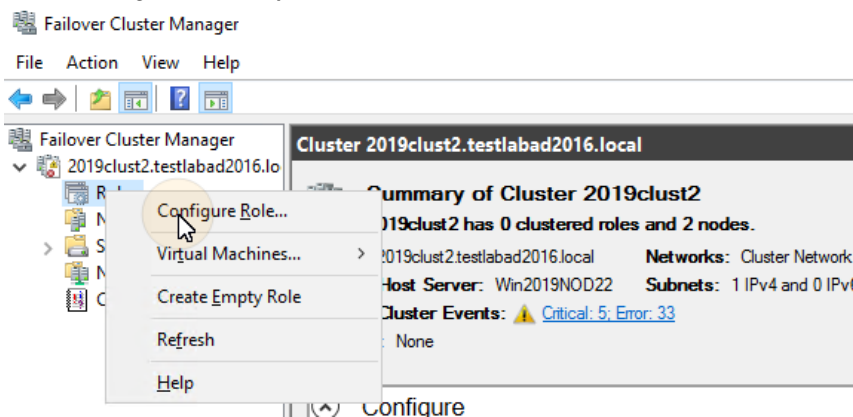 Failover Cluster Manager
File Action View Help
Failover Cluster Manager
2019clust2.testlabad2016.lo
R
N
S
N
C
Configure Role...
Virtual Machines...
Create Empty Role
Refresh
Help
Cluster 2019clust2.testlabad2016.local
Summary of Cluster 2019clust2
019clust2 has 0 clustered roles and 2 nodes.
2019clust2.testlabad2016.local Networks: Cluster Network
Host Server: Win2019NOD22 Subnets: 1 IPv4 and 0 IPv6
Cluster Events: Critical: 5; Error: 33
: None
Configure